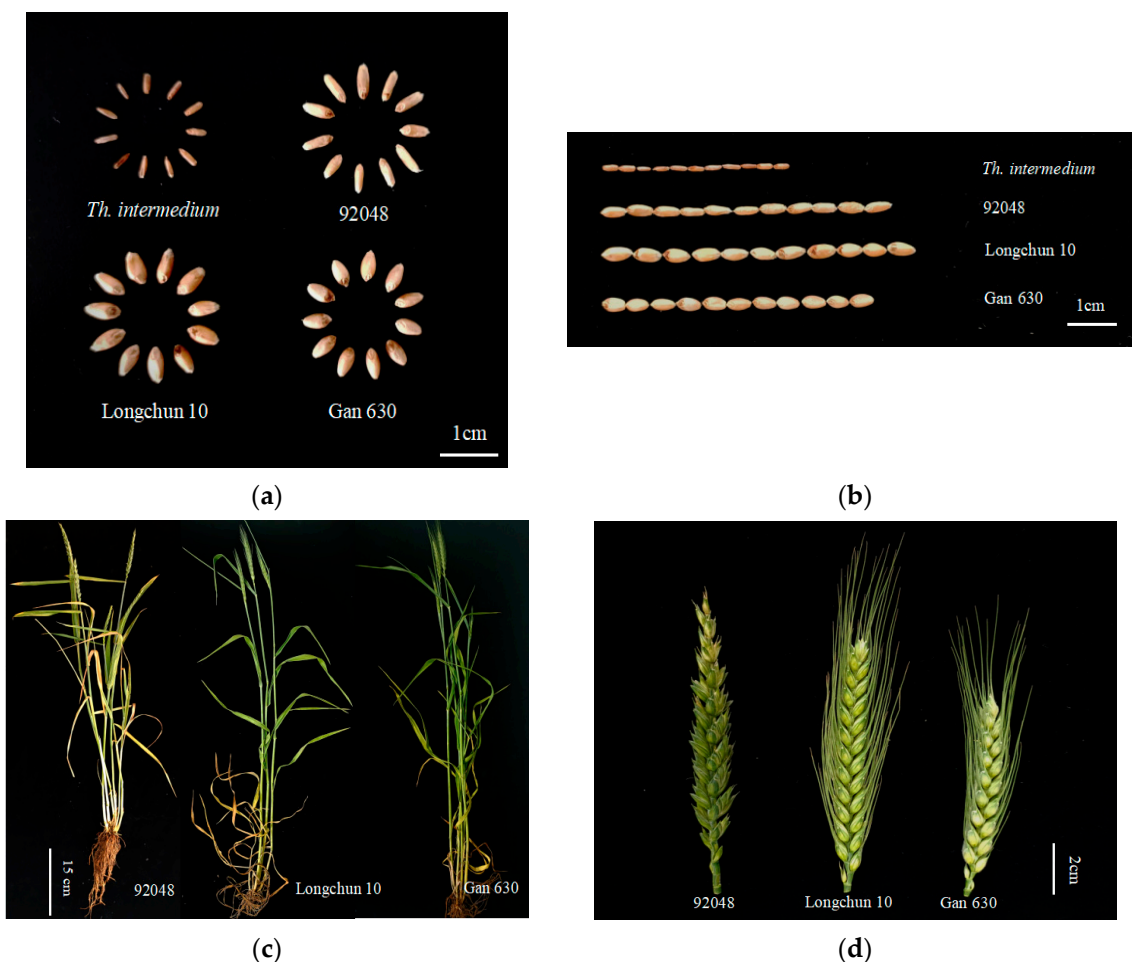 Th. intermedium
92048
Longchun 10
Gan 630
1cm
(a)
Th. intermedium
92048
Longchun 10
Gan 630
1cm
(b)
15 cm
92048
Longchun 10
Gan 630
(c)
92048
Longchun 10
Gan 630
2cm
(d)